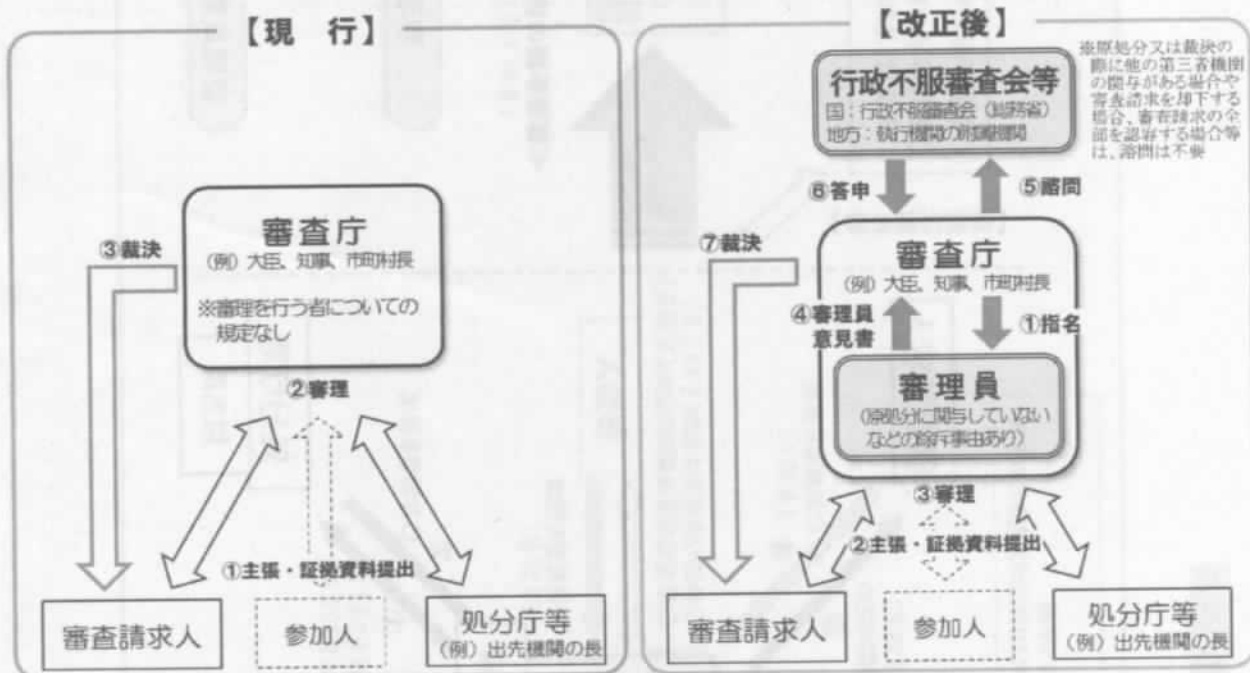 【現 行】
審査庁
(例) 大臣、知事、市町村長
※審理を行う者についての
規定なし
③裁決
②審理
①主張・証拠資料提出
審査請求人
参加人
処分庁等
(例) 出先機関の長
【改正後】
行政不服審査会等
国：行政不服審査会（総務省）
地方：執行機関の附属機関
※原処分又は裁決の
際に他の第三者機関
の関与がある場合や
審査請求を却下する
場合、審査請求の全
部を認容する場合等
は、諮問は不要
⑥答申
⑤諮問
⑦裁決
審査庁
(例) 大臣、知事、市町村長
④審理員
意見書
①指名
審理員
(原処分に関与していない
などの除斥事由あり)
③審理
②主張・証拠資料提出
審査請求人
参加人
処分庁等
(例) 出先機関の長